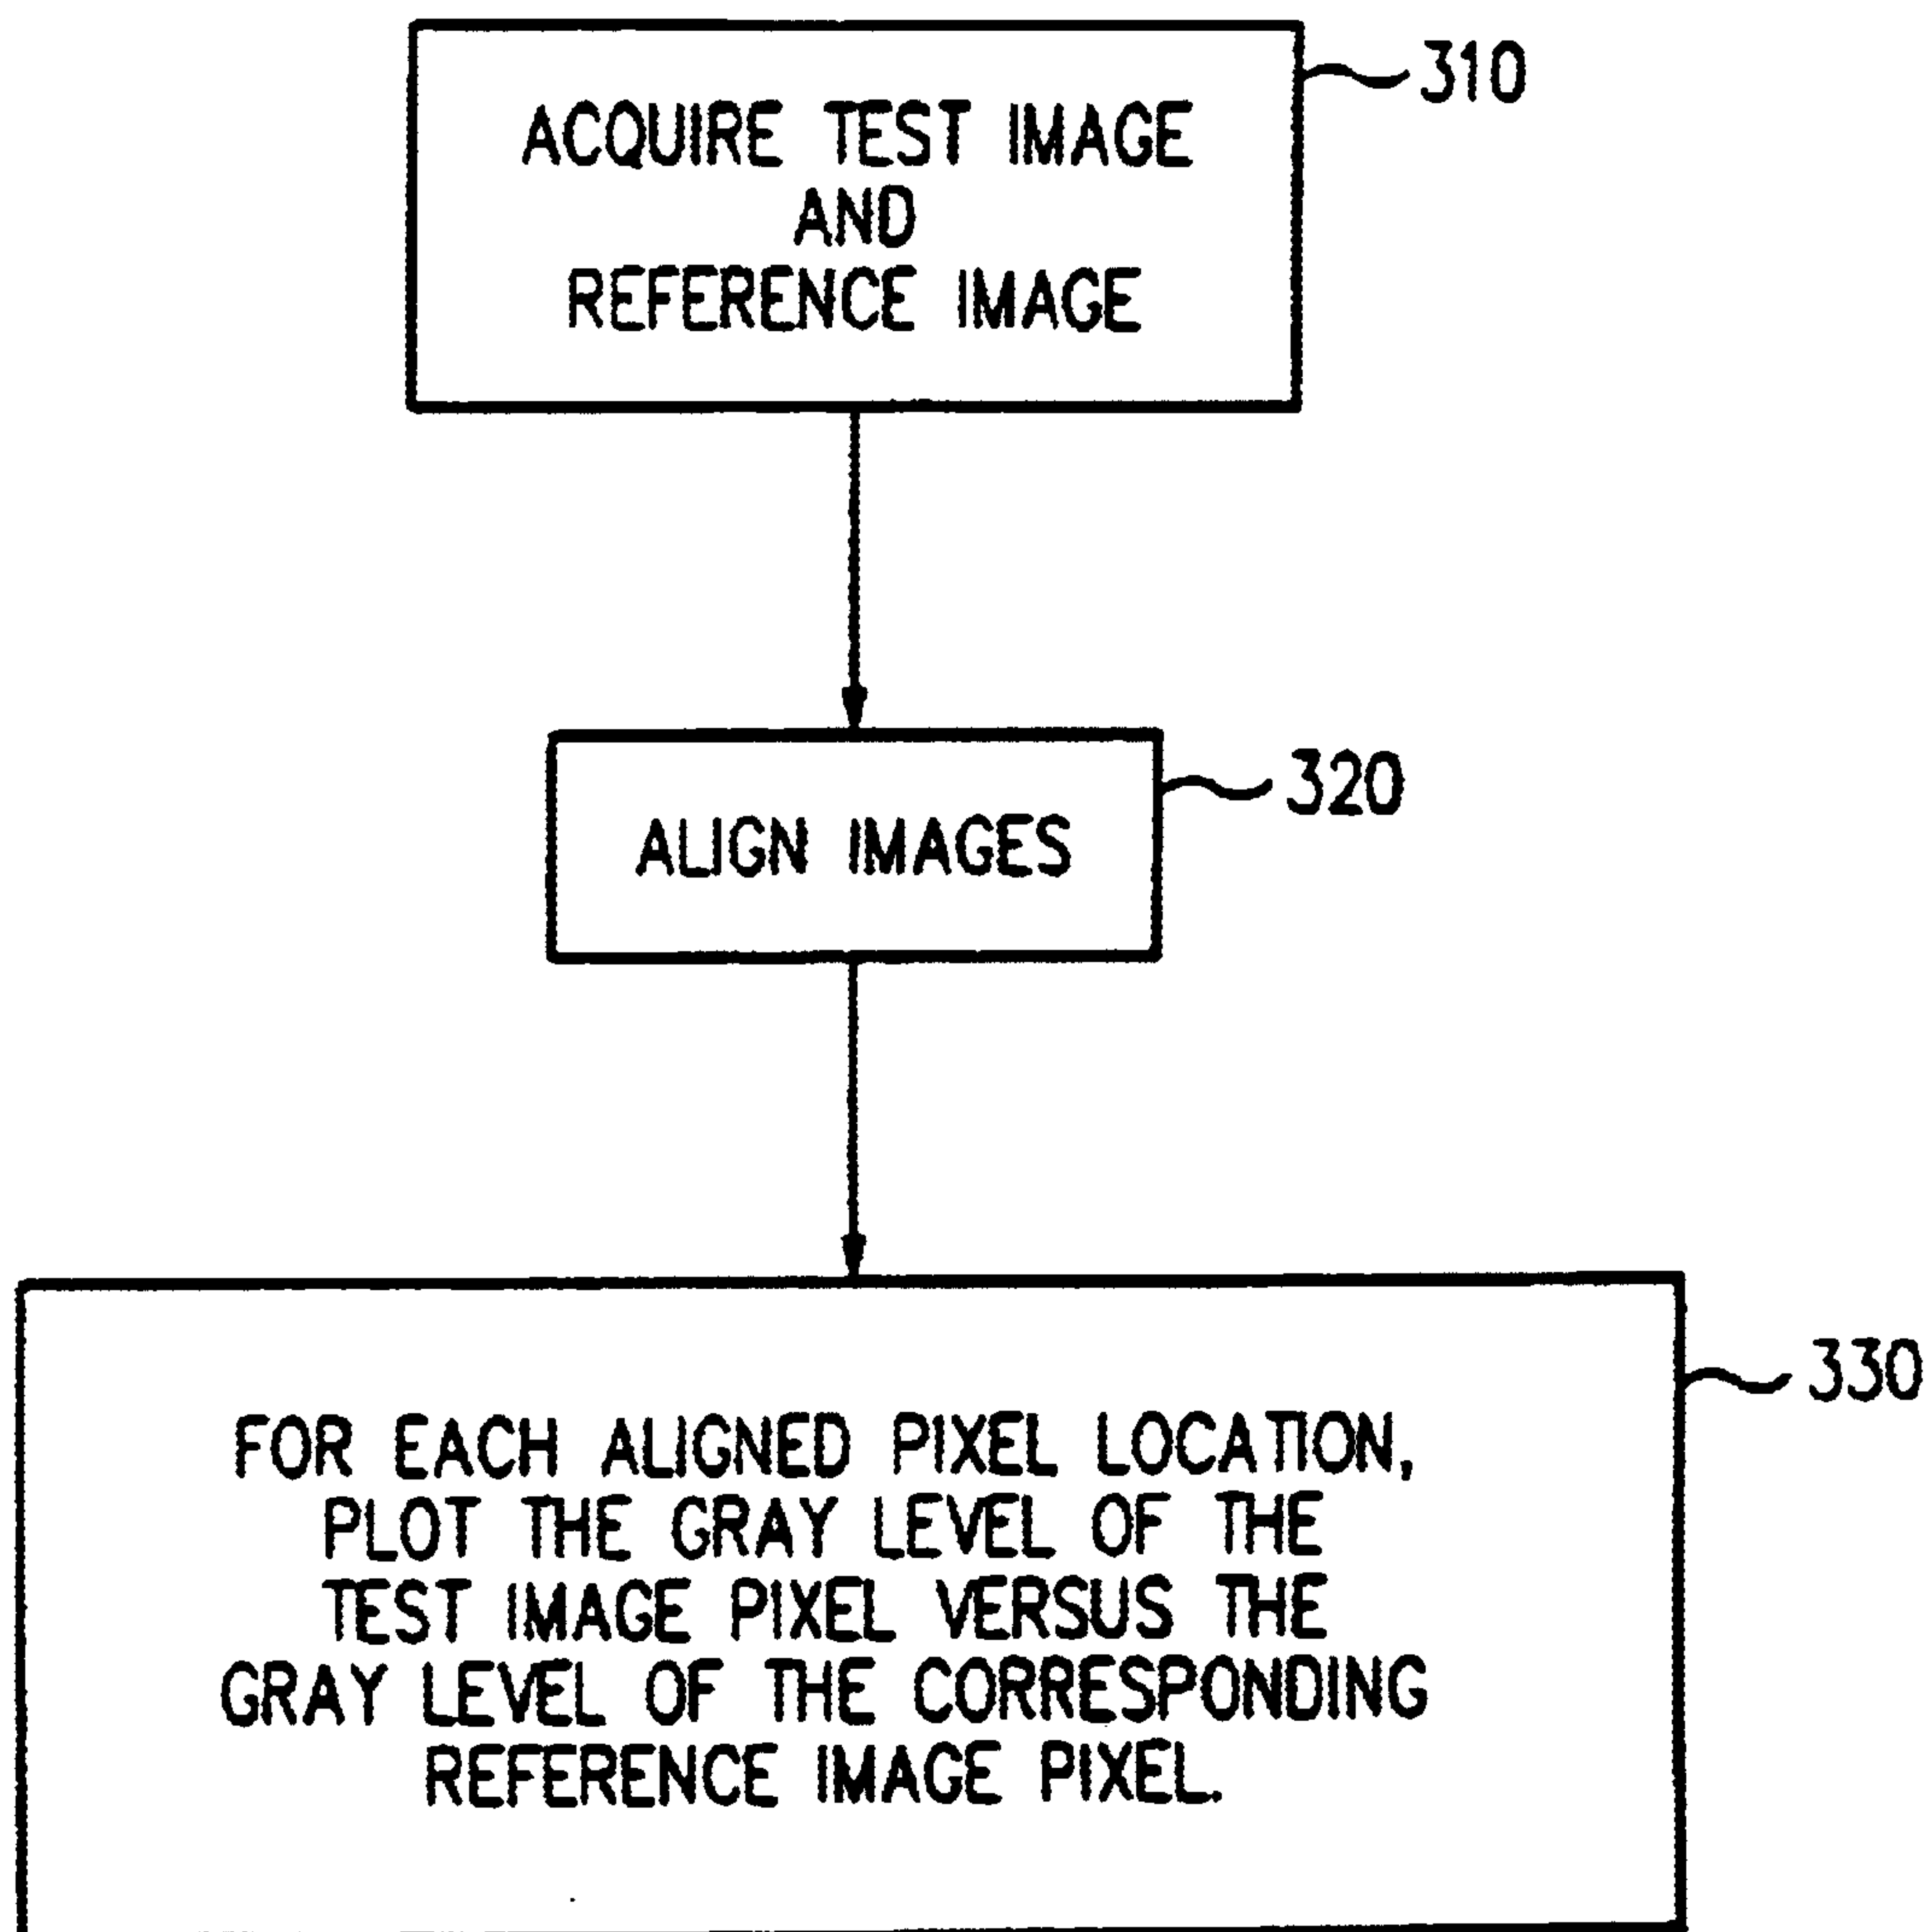 310
ACQUIRE TEST IMAGE
AND
REFERENCE IMAGE
320
ALIGN IMAGES
330
FOR EACH ALIGNED PIXEL LOCATION,
PLOT THE GRAY LEVEL OF THE
TEST IMAGE PIXEL VERSUS THE
GRAY LEVEL OF THE CORRESPONDING
REFERENCE IMAGE PIXEL.